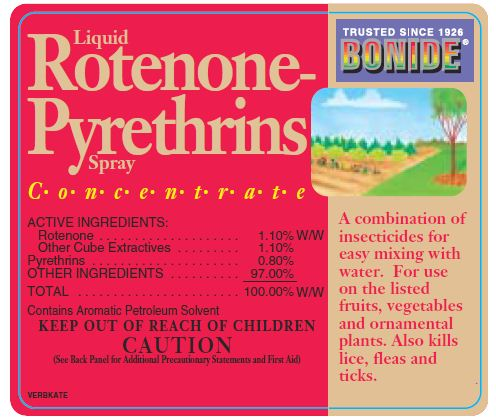 Liquid
Rotenone-
Pyrethrins
Spray
C·o·n·c·e·n·t·r·a·t·e
ACTIVE INGREDIENTS:
Rotenone . . . . . . . . . . . . . . . . . . . . 1.10% W/W
Other Cube Extractives . . . . . . . . . 1.10%
Pyrethrins . . . . . . . . . . . . . . . . . . . . . 0.80%
OTHER INGREDIENTS . . . . . . . . . . 97.00%
TOTAL . . . . . . . . . . . . . . . . . . . . . . 100.00% W/W
Contains Aromatic Petroleum Solvent
KEEP OUT OF REACH OF CHILDREN
CAUTION
(See Back Panel for Additional Precautionary Statements and First Aid)
VERBKATE
TRUSTED SINCE 1926
BONIDE®
A combination of
insecticides for
easy mixing with
water. For use
on the listed
fruits, vegetables
and ornamental
plants. Also kills
lice, fleas and
ticks.